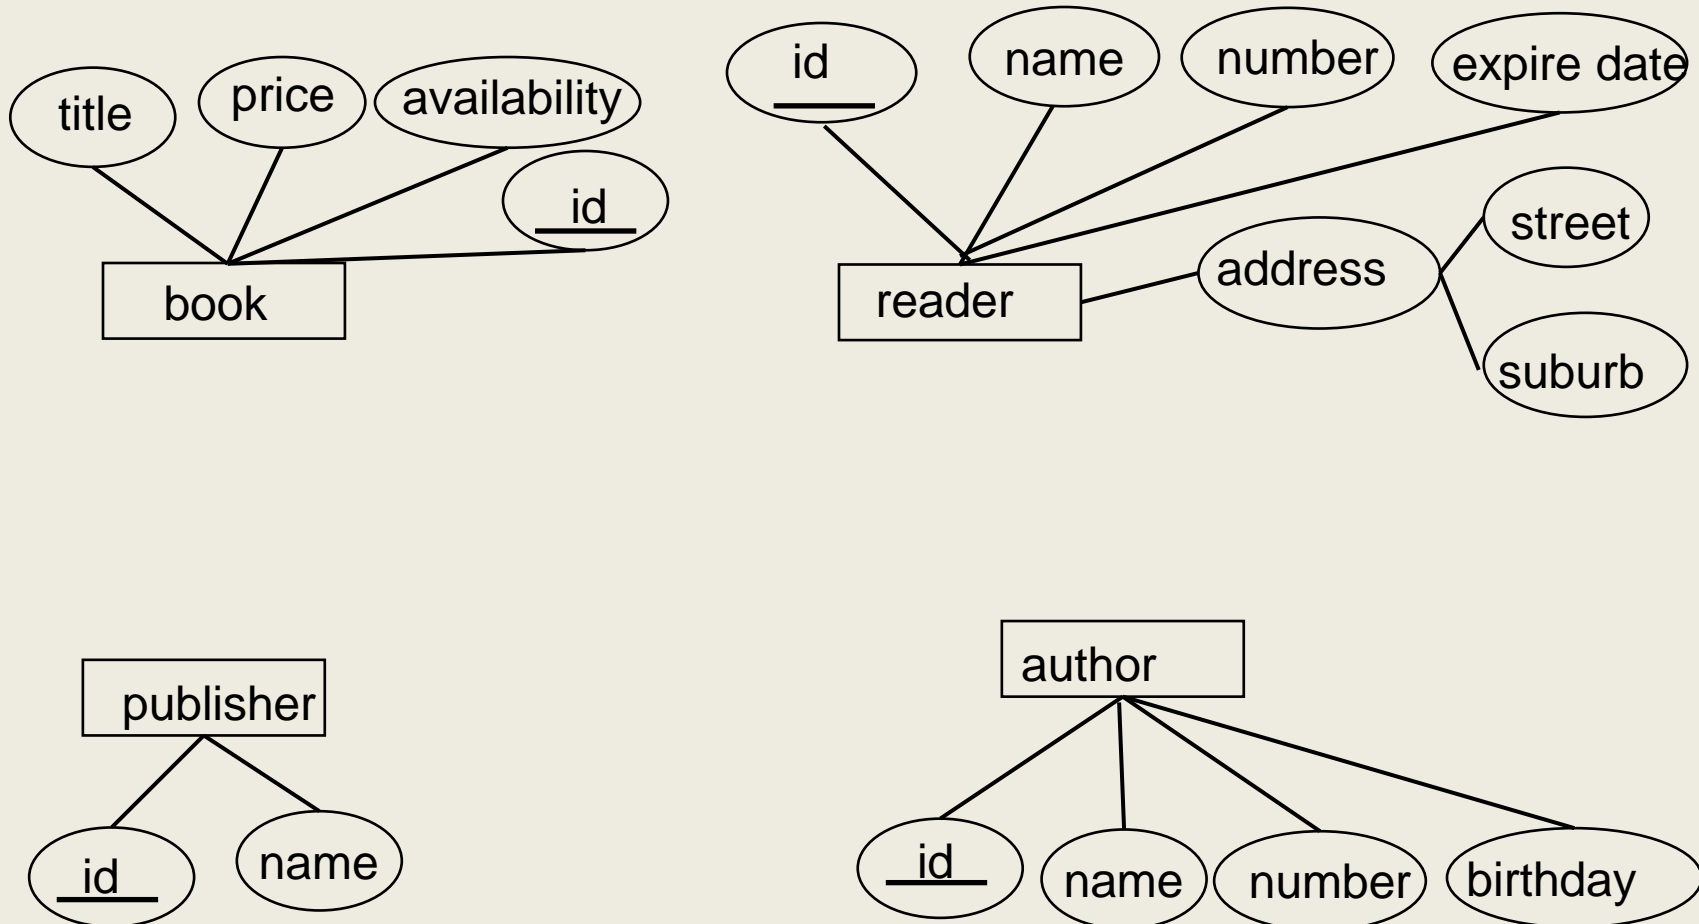 title
price
availability
id
book
id
name
number
expire date
reader
address
street
suburb
publisher
id
name
author
id
name
number
birthday